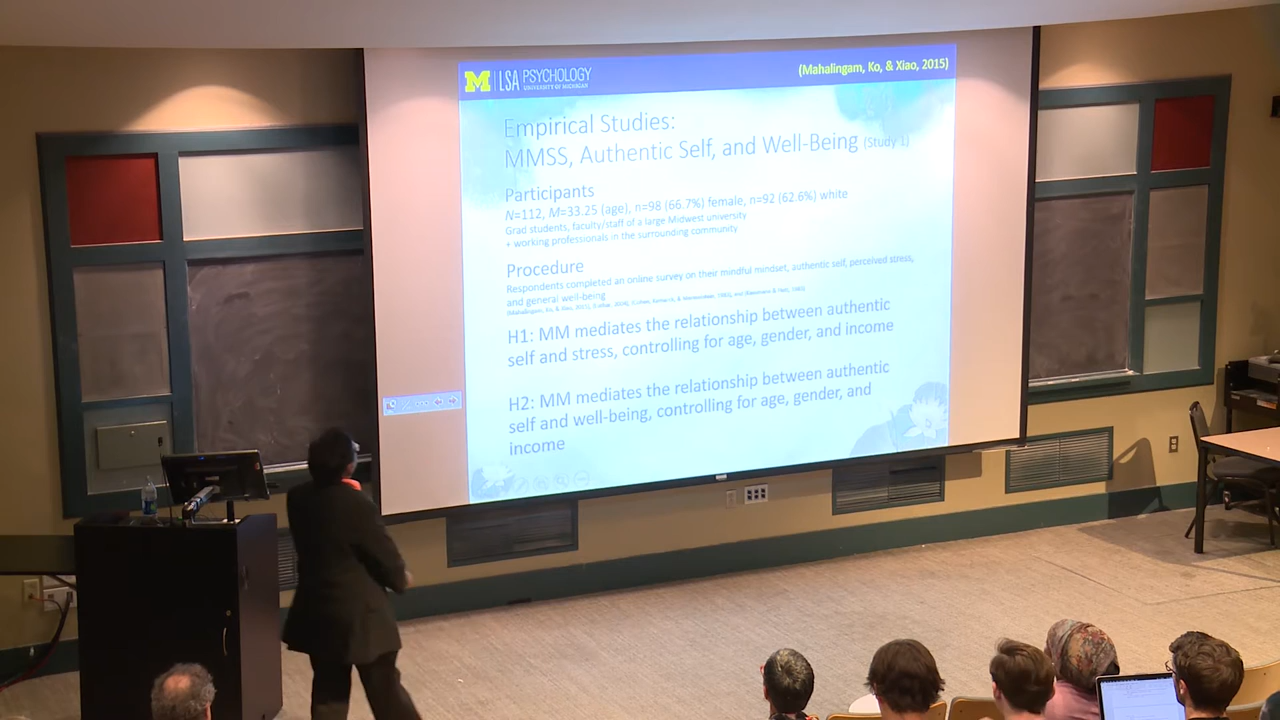 M LSA PSYCHOLOGY
UNIVERSITY OF MICHIGAN
(Mahalingam, Ko, & Xiao, 2015)
Empirical Studies:
MMSS, Authentic Self, and Well-Being (Study 1)
Participants
N=112, M=33.25 (age), n=98 (66.7%) female, n=92 (62.6%) white
Grad students, faculty/staff of a large Midwest university
+ working professionals in the surrounding community
Procedure
Respondents completed an online survey on their mindful mindset, authentic self, perceived stress,
and general well-being
H1: MM mediates the relationship between authentic
self and stress, controlling for age, gender, and income
H2: MM mediates the relationship between authentic
self and well-being, controlling for age, gender, and
income